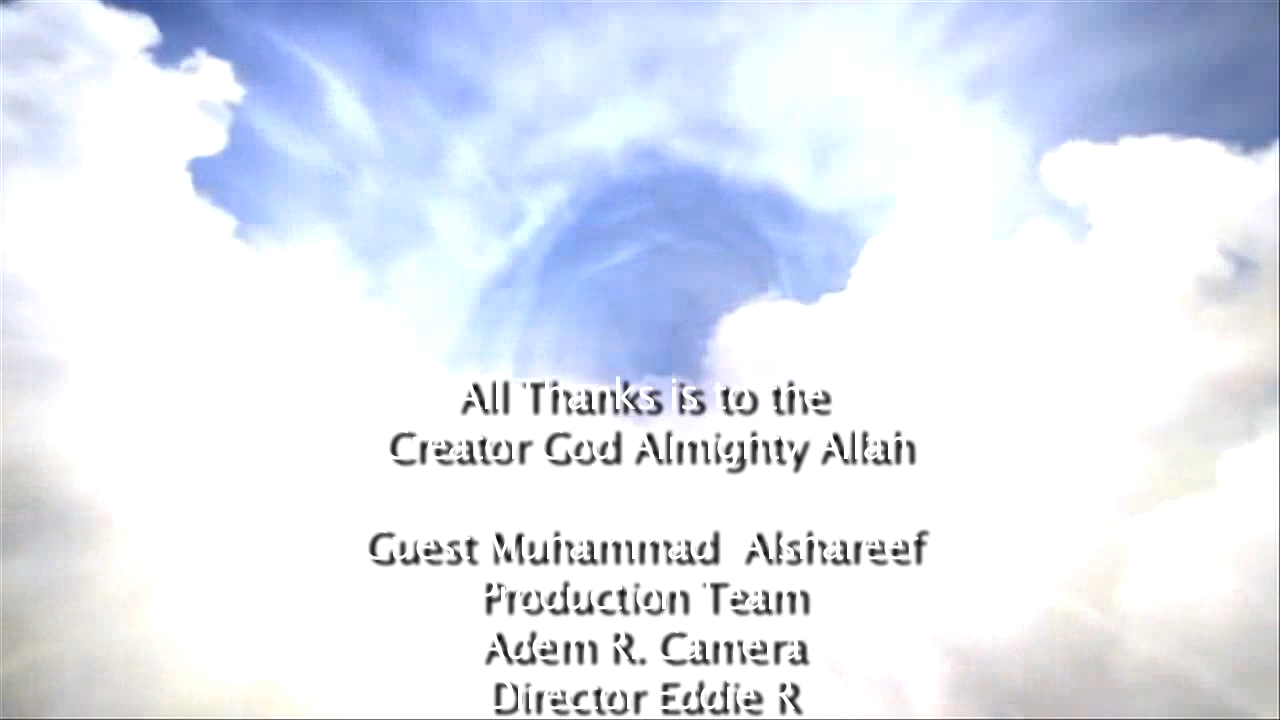 All Thanks is to the
Creator God Almighty Allah
Guest Muhammad Alshareef
Production Team
Adem R. Camera
Director Eddie R